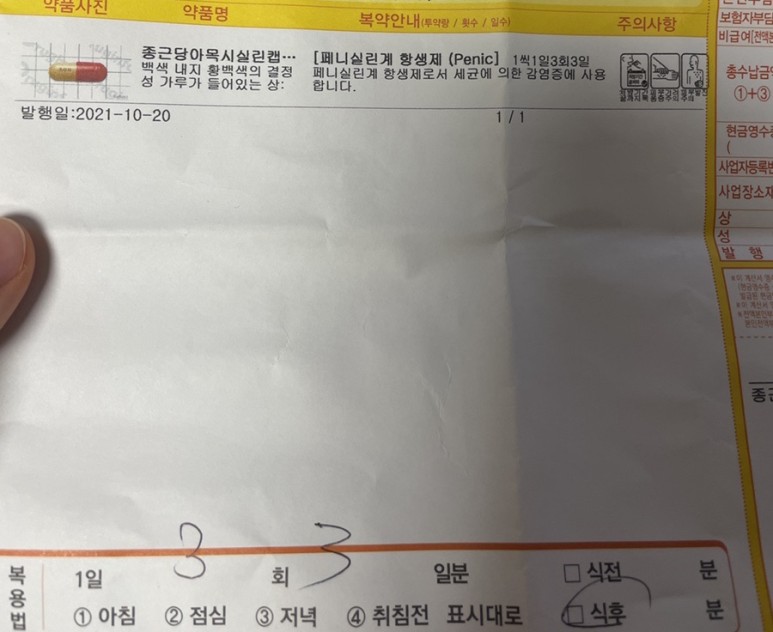 약품사진 약품명 복약안내(투약량 / 횟수 / 일수) 주의사항
종근당아목시실린캡… [페니실린계 항생제 (Penic] 1씩1일3회3일
백색 내지 황백색의 결정 페니실린계 항생제로서 세균에 의한 감염증에 사용
성 가루가 들어있는 상: 합니다.
발행일:2021-10-20 1 / 1
보험자부담
비급여
총수납금
①+③
현금영수
(
사업자등록번
사업장소재
상
성
발 행
종근
복용법
1일 3 회 3 일분 □ 식전 분
① 아침 ② 점심 ③ 저녁 ④ 취침전 표시대로 □ 식후 분